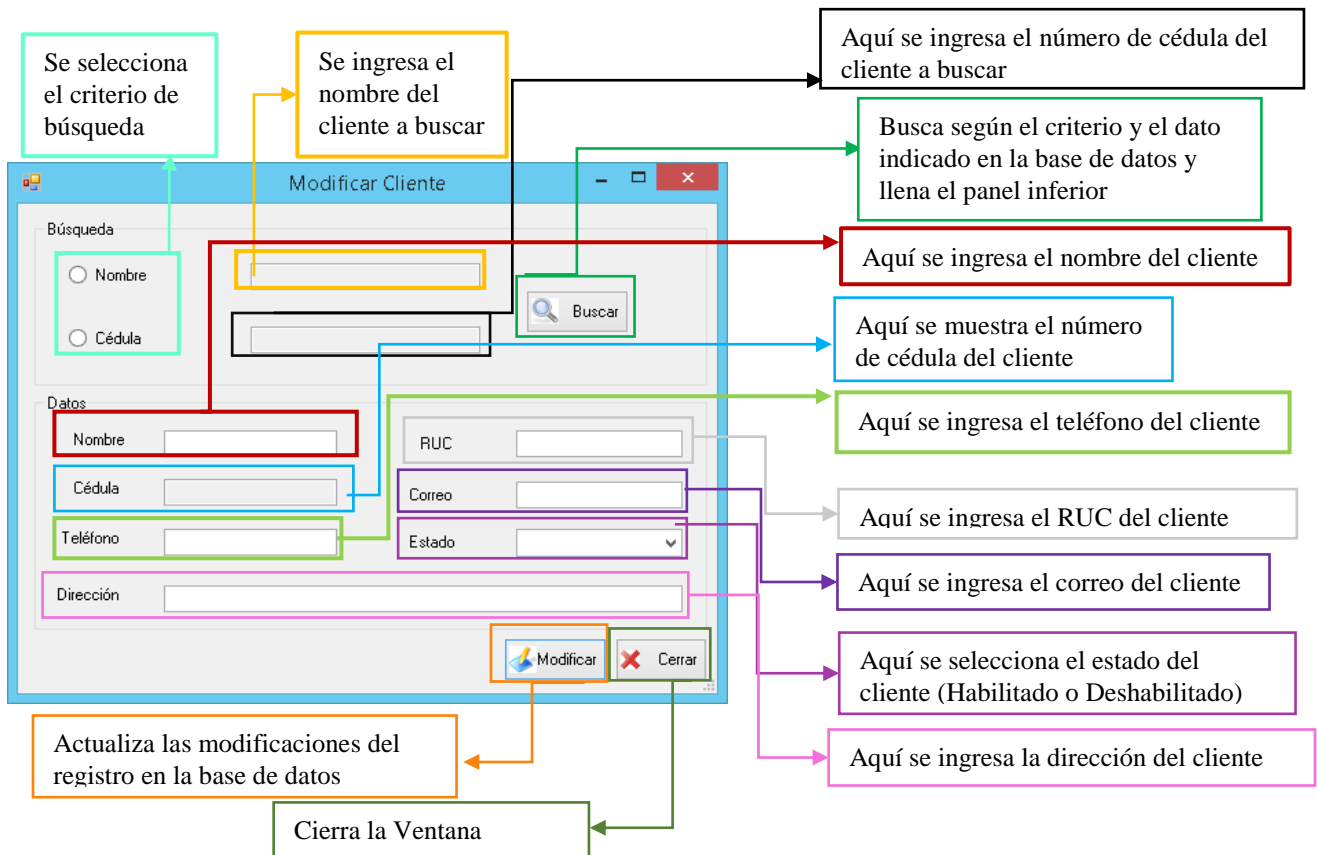 Se selecciona
el criterio de
búsqueda
Se ingresa el
nombre del
cliente a buscar
Aquí se ingresa el número de cédula del
cliente a buscar
Busca según el criterio y el dato
indicado en la base de datos y
llena el panel inferior
Modificar Cliente
Búsqueda
Nombre
Cédula
Buscar
Aquí se ingresa el nombre del cliente
Aquí se muestra el número
de cédula del cliente
Datos
Nombre
RUC
Cédula
Correo
Teléfono
Estado
Dirección
Modificar
Cerrar
Aquí se ingresa el teléfono del cliente
Aquí se ingresa el RUC del cliente
Aquí se ingresa el correo del cliente
Aquí se selecciona el estado del
cliente (Habilitado o Deshabilitado)
Aquí se ingresa la dirección del cliente
Actualiza las modificaciones del
registro en la base de datos
Cierra la Ventana